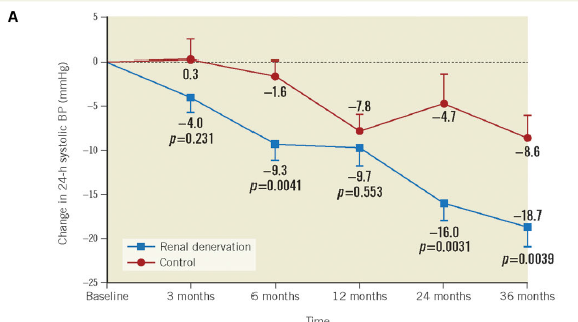 A
5
0
−5
−10
−15
−20
−25
Change in 24-h systolic BP (mmHg)
0.3
−1.6
−7.8
−4.7
−8.6
−4.0
p=0.231
−9.3
p=0.0041
−9.7
p=0.553
−16.0
p=0.0031
−18.7
p=0.0039
Renal denervation
Control
Baseline 3 months 6 months 12 months 24 months 36 months
Time